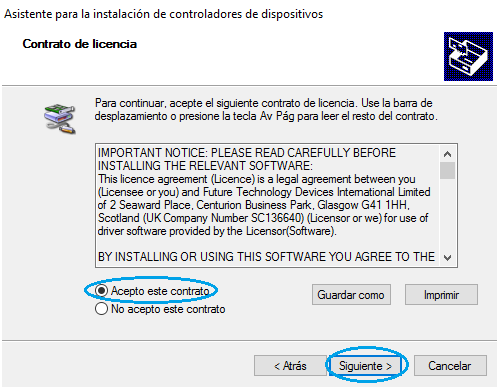 Asistente para la instalación de controladores de dispositivos
Contrato de licencia
Para continuar, acepte el siguiente contrato de licencia. Use la barra de
desplazamiento o presione la tecla Av Pág para leer el resto del contrato.
IMPORTANT NOTICE: PLEASE READ CAREFULLY BEFORE
INSTALLING THE RELEVANT SOFTWARE:
This licence agreement (Licence) is a legal agreement between you
(Licensee or you) and Future Technology Devices International Limited
of 2 Seaward Place, Centurion Business Park, Glasgow G41 1HH,
Scotland (UK Company Number SC136640) (Licensor or we) for use of
driver software provided by the Licensor(Software).
BY INSTALLING OR USING THIS SOFTWARE YOU AGREE TO THE
Acepto este contrato
No acepto este contrato
Guardar como
Imprimir
< Atrás
Siguiente >
Cancelar